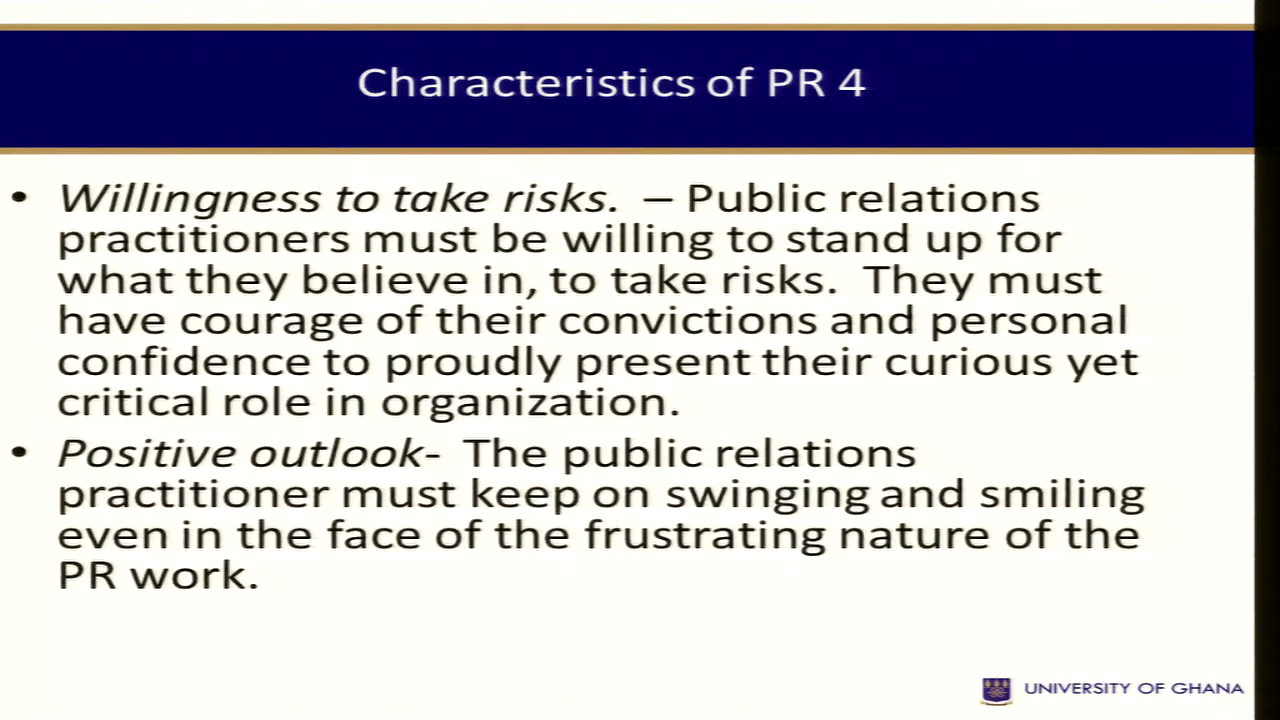 Characteristics of PR 4
• Willingness to take risks. – Public relations
practitioners must be willing to stand up for
what they believe in, to take risks. They must
have courage of their convictions and personal
confidence to proudly present their curious yet
critical role in organization.
• Positive outlook- The public relations
practitioner must keep on swinging and smiling
even in the face of the frustrating nature of the
PR work.
UNIVERSITY OF GHANA